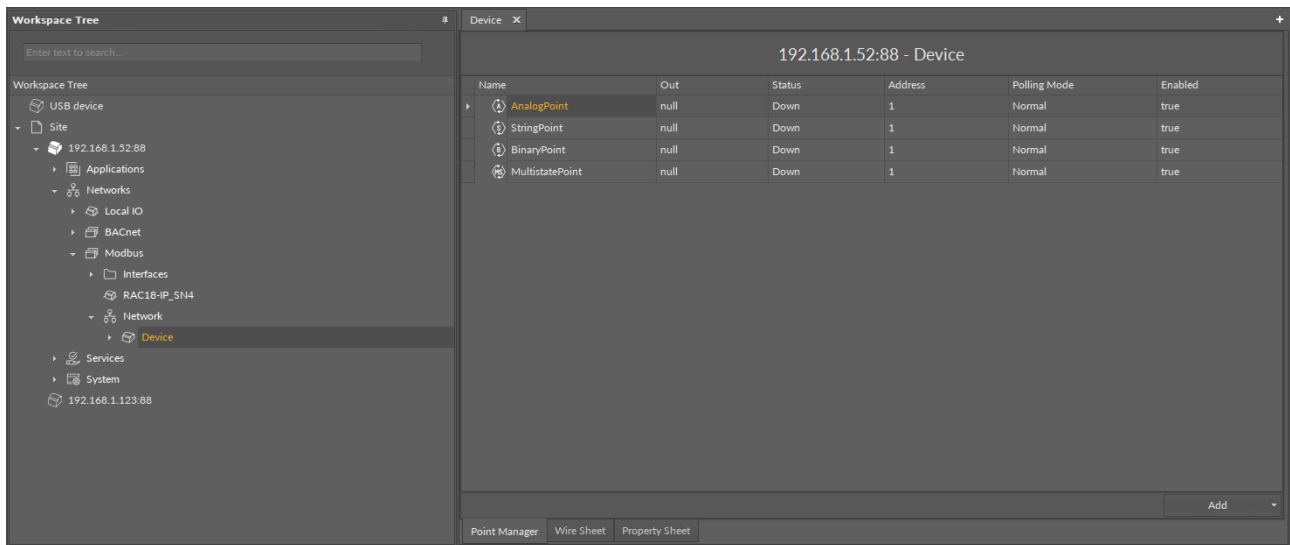 Workspace Tree
Enter text to search...
Workspace Tree
USB device
Site
192.168.1.52:88
Applications
Networks
Local IO
BACnet
Modbus
Interfaces
RAC18-IP_SN4
Network
Device
Services
System
192.168.1.123:88
Device
192.168.1.52:88 - Device
Name Out Status Address Polling Mode Enabled
A AnalogPoint null Down 1 Normal true
S StringPoint null Down 1 Normal true
B BinaryPoint null Down 1 Normal true
MS MultistatePoint null Down 1 Normal true
Add
Point Manager Wire Sheet Property Sheet